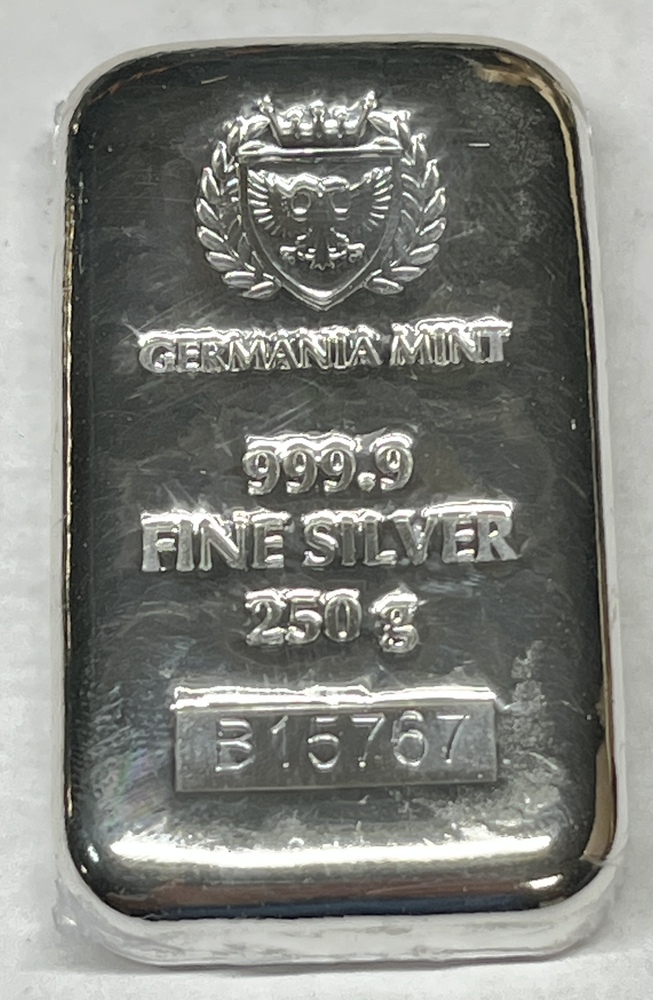 GERMANIA MINT
999.9
FINE SILVER
250 g
B15767